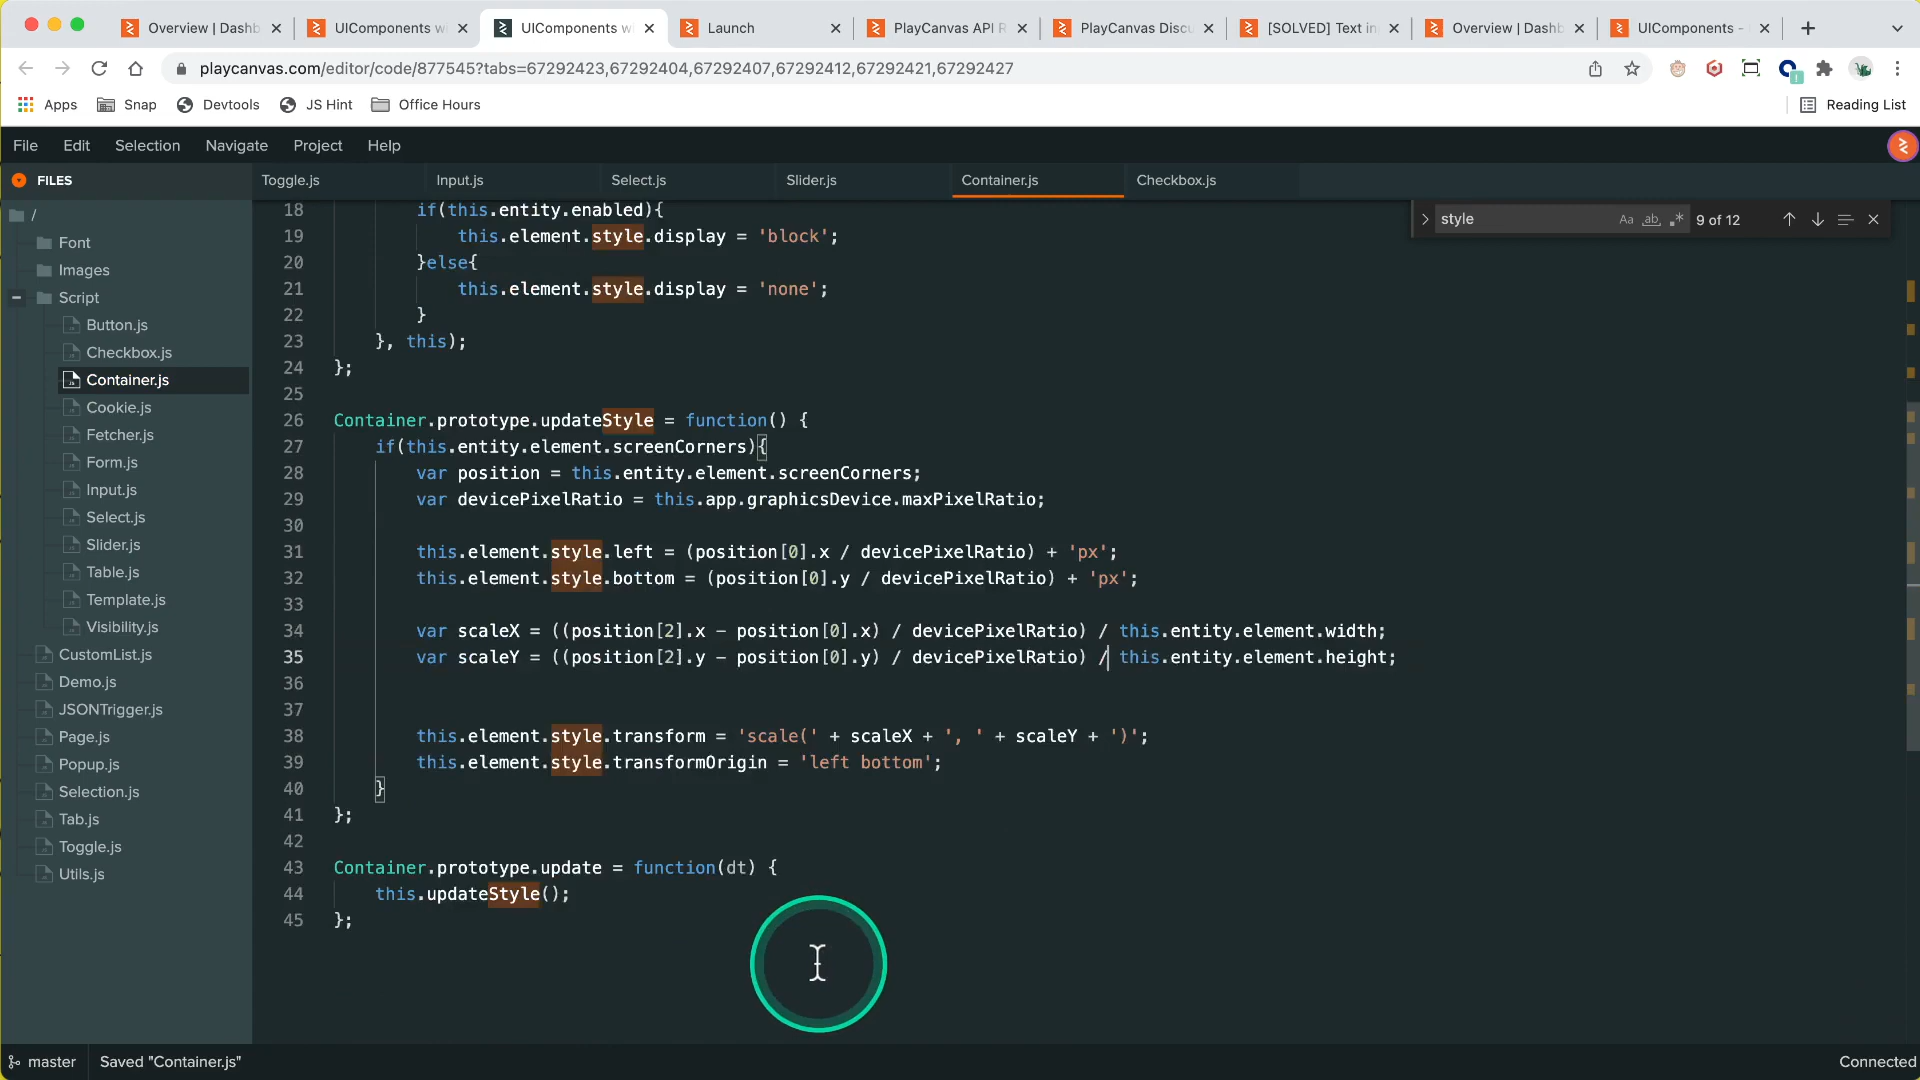 Overview | Dashb
UIComponents w
UIComponents w
Launch
PlayCanvas API R
PlayCanvas Discu
[SOLVED] Text in
Overview | Dashb
UIComponents -
playcanvas.com/editor/code/877545?tabs=67292423,67292404,67292407,67292412,67292421,67292427
Apps
Snap
Devtools
JS Hint
Office Hours
Reading List
File
Edit
Selection
Navigate
Project
Help
FILES
/
Font
Images
Script
Button.js
Checkbox.js
Container.js
Cookie.js
Fetcher.js
Form.js
Input.js
Select.js
Slider.js
Table.js
Template.js
Visibility.js
CustomList.js
Demo.js
JSONTrigger.js
Page.js
Popup.js
Selection.js
Tab.js
Toggle.js
Utils.js
Toggle.js
Input.js
Select.js
Slider.js
Container.js
Checkbox.js
style
Aa
ab
.*
9 of 12
18 if(this.entity.enabled){
19 this.element.style.display = 'block';
20 }else{
21 this.element.style.display = 'none';
22 }
23 }, this);
24 };
25
26 Container.prototype.updateStyle = function() {
27 if(this.entity.element.screenCorners){
28 var position = this.entity.element.screenCorners;
29 var devicePixelRatio = this.app.graphicsDevice.maxPixelRatio;
30
31 this.element.style.left = (position[0].x / devicePixelRatio) + 'px';
32 this.element.style.bottom = (position[0].y / devicePixelRatio) + 'px';
33
34 var scaleX = ((position[2].x - position[0].x) / devicePixelRatio) / this.entity.element.width;
35 var scaleY = ((position[2].y - position[0].y) / devicePixelRatio) / this.entity.element.height;
36
37
38 this.element.style.transform = 'scale(' + scaleX + ', ' + scaleY + ')';
39 this.element.style.transformOrigin = 'left bottom';
40 }
41 };
42
43 Container.prototype.update = function(dt) {
44 this.updateStyle();
45 };
master
Saved "Container.js"
Connected